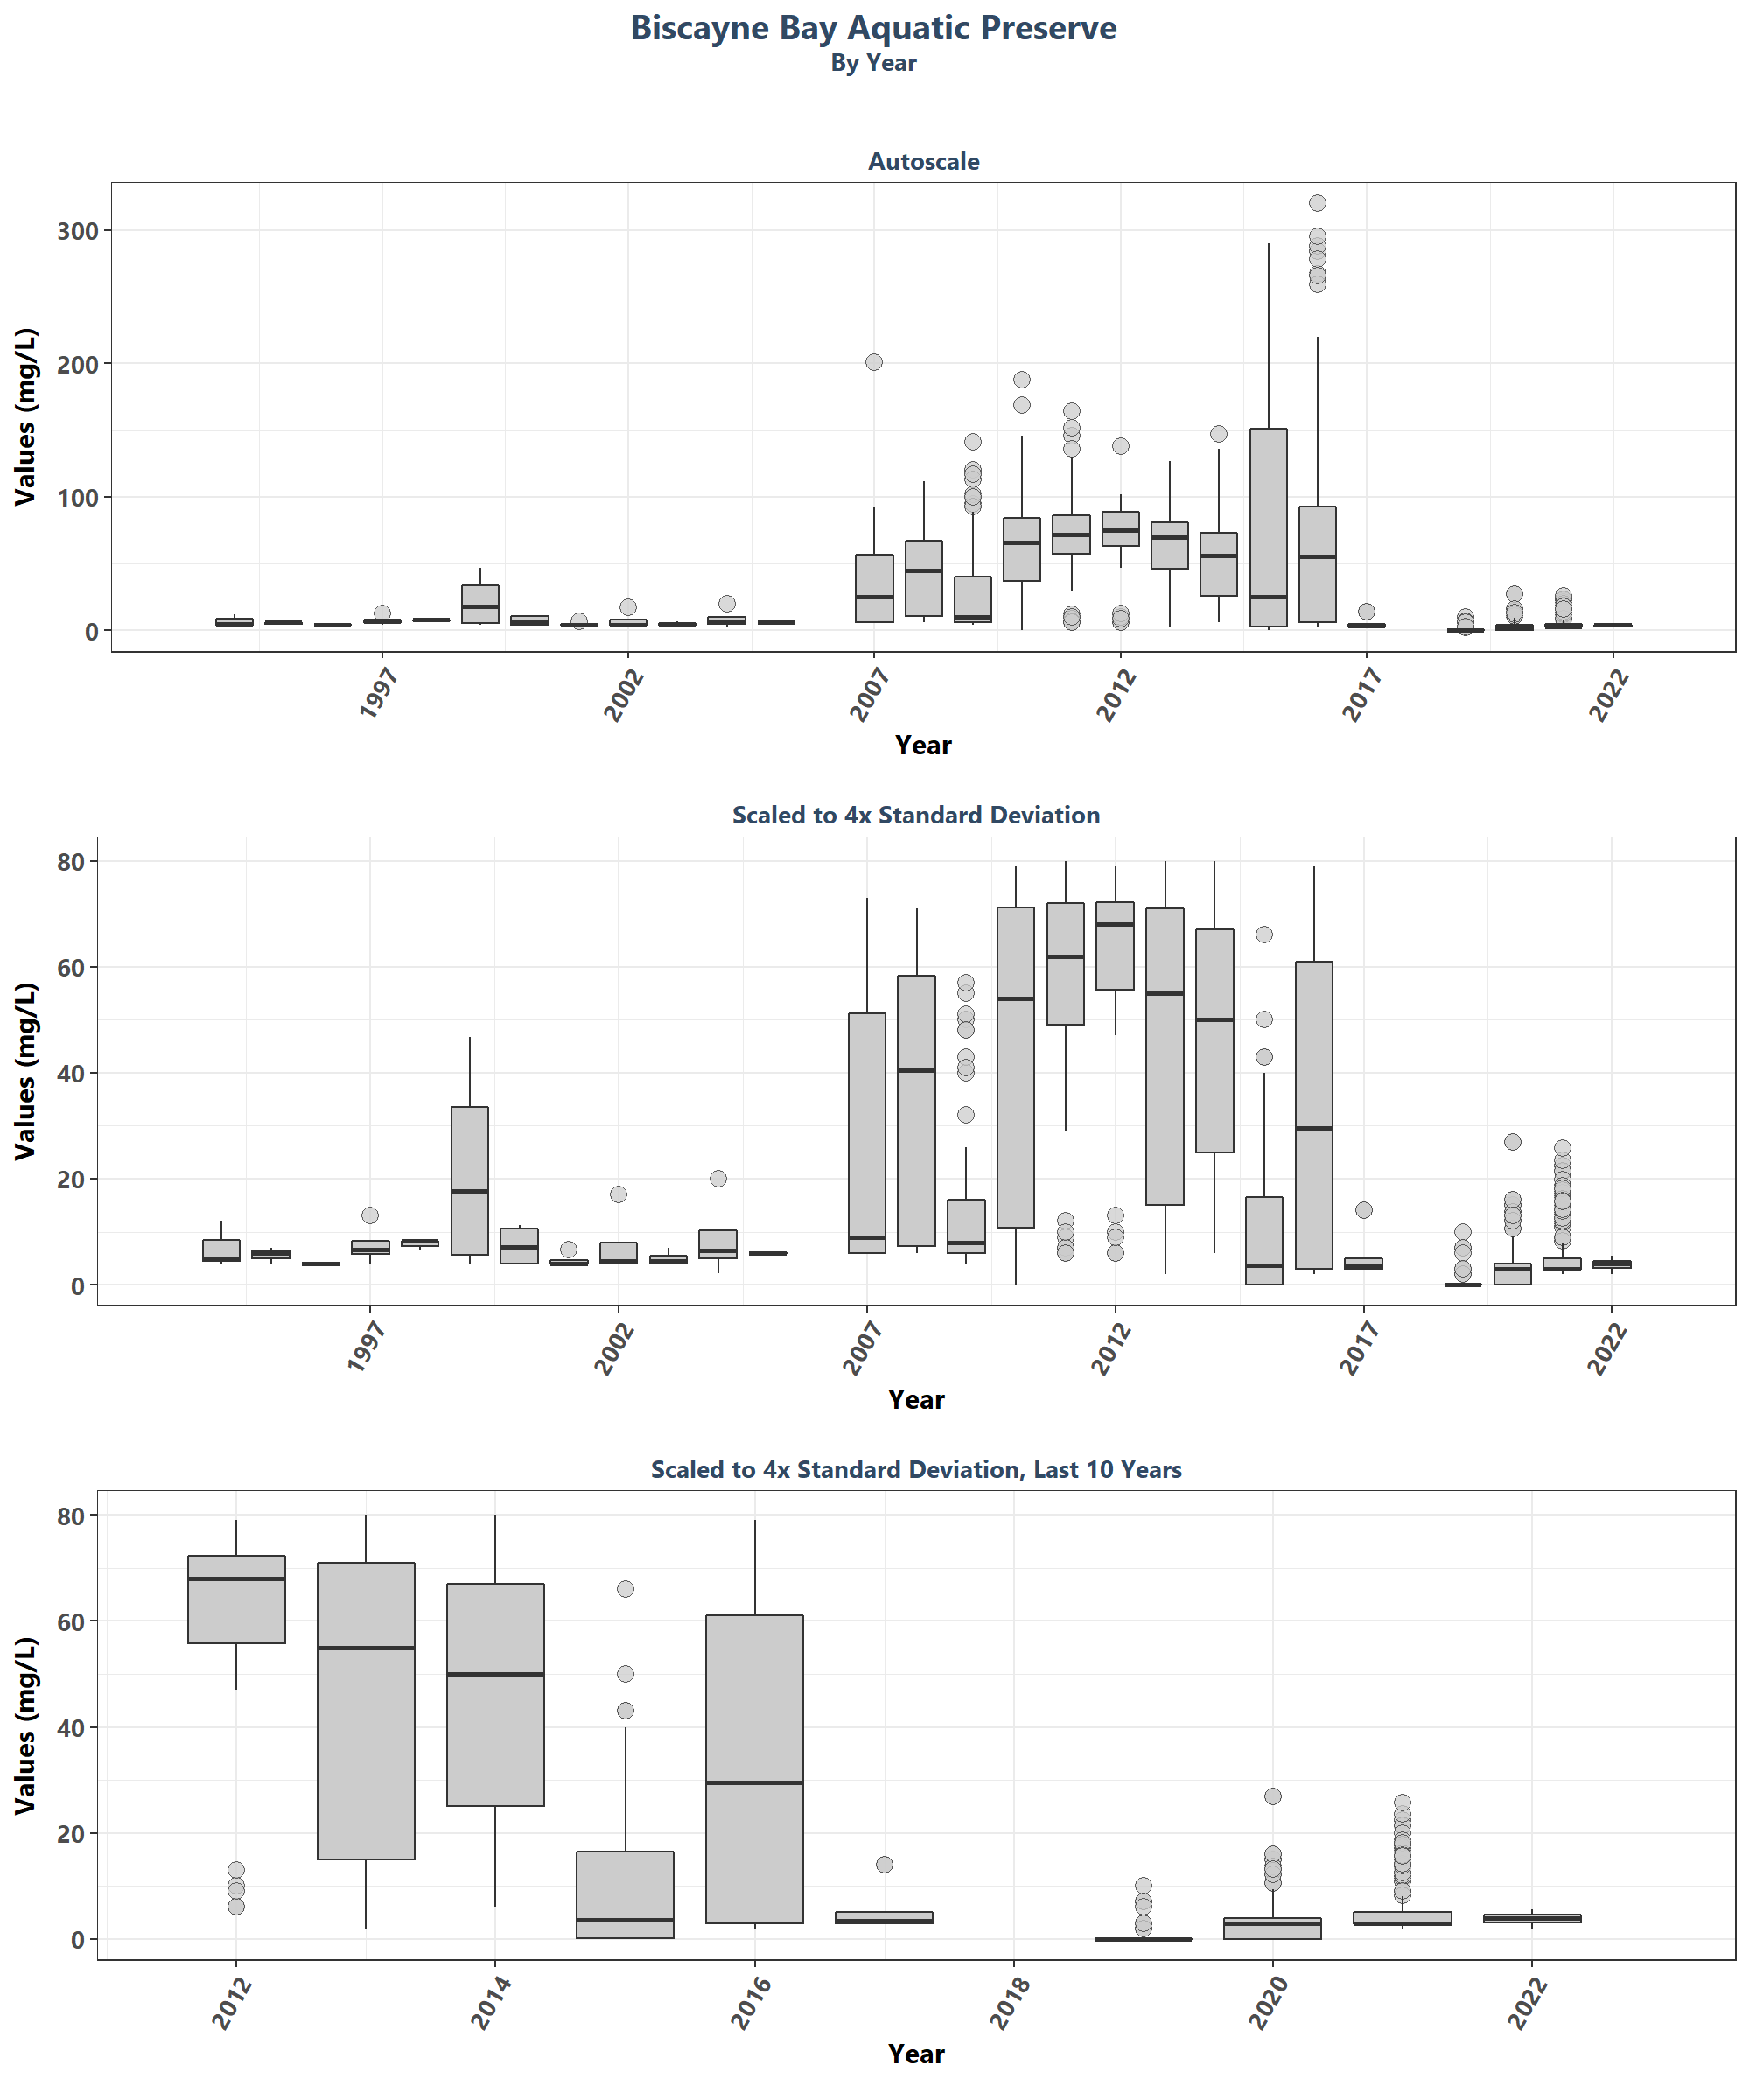 Biscayne Bay Aquatic Preserve
By Year
Autoscale
Values (mg/L)
300
200
100
0
1997
2002
2007
2012
2017
2022
Year
Scaled to 4x Standard Deviation
Values (mg/L)
80
60
40
20
0
1997
2002
2007
2012
2017
2022
Year
Scaled to 4x Standard Deviation, Last 10 Years
Values (mg/L)
80
60
40
20
0
2012
2014
2016
2018
2020
2022
Year